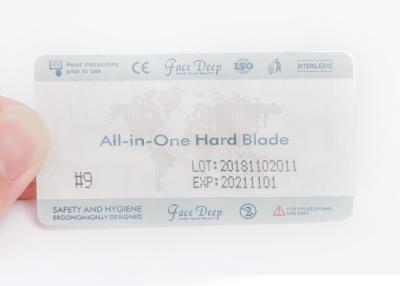 Read instructions
prior to use
CE
Face Deep
ISO
STERILE EO
All-in-One Hard Blade
#9
LOT:20181102011
EXP:20211101
SAFETY AND HYGIENE
ERGONOMICALLY DESIGNED
Face Deep
FOR PROFESSIONAL
USE ONLY